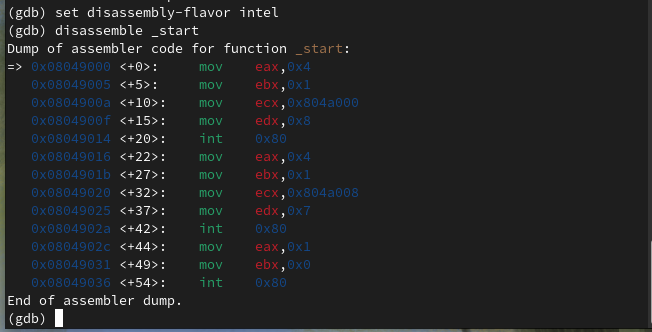 (gdb) set disassembly-flavor intel
(gdb) disassemble _start
Dump of assembler code for function _start:
=> 0x08049000 <+0>:     mov    eax,0x4
   0x08049005 <+5>:     mov    ebx,0x1
   0x0804900a <+10>:    mov    ecx,0x804a000
   0x0804900f <+15>:    mov    edx,0x8
   0x08049014 <+20>:    int    0x80
   0x08049016 <+22>:    mov    eax,0x4
   0x0804901b <+27>:    mov    ebx,0x1
   0x08049020 <+32>:    mov    ecx,0x804a008
   0x08049025 <+37>:    mov    edx,0x7
   0x0804902a <+42>:    int    0x80
   0x0804902c <+44>:    mov    eax,0x1
   0x08049031 <+49>:    mov    ebx,0x0
   0x08049036 <+54>:    int    0x80
End of assembler dump.
(gdb)